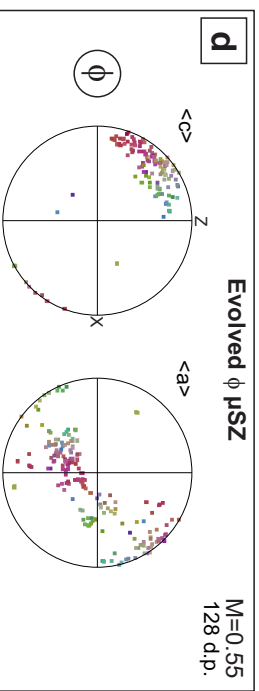 d
Evolved ϕ µSZ
M=0.55
128 d.p.
ϕ
<c>
Z
X
<a>